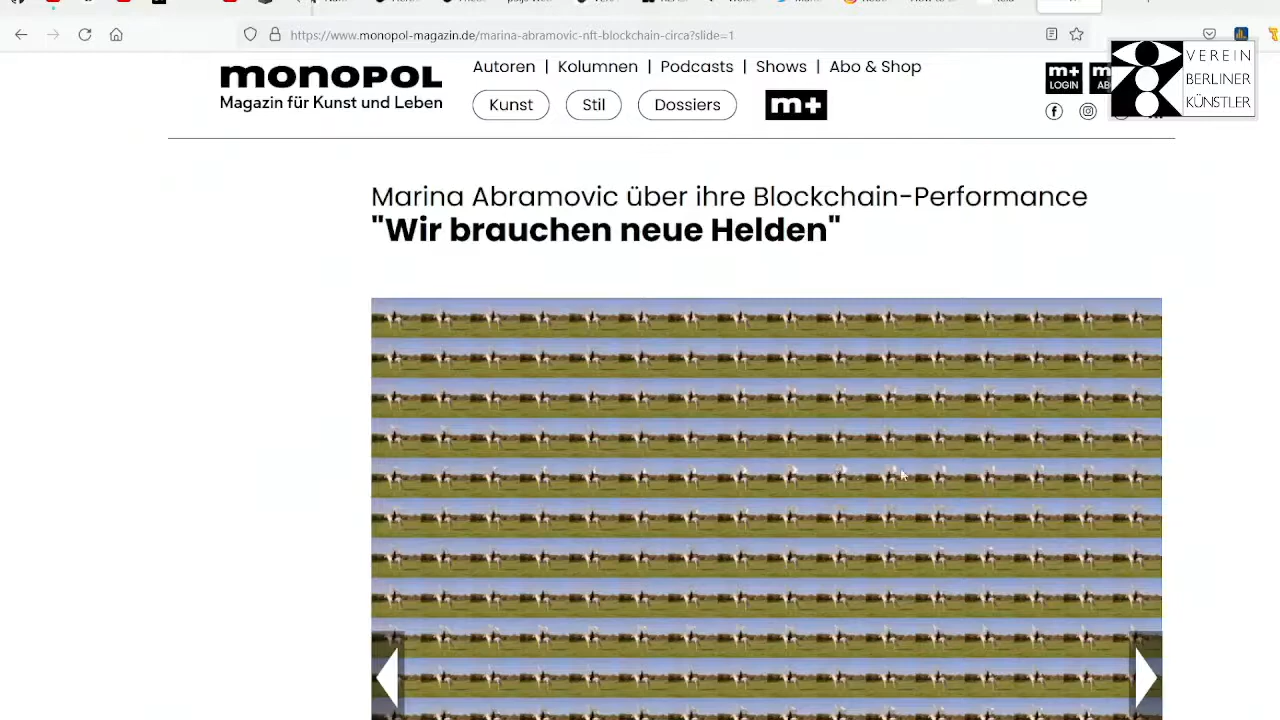 https://www.monopol-magazin.de/marina-abramovic-nft-blockchain-circa?slide=1
monopol
Magazin für Kunst und Leben
Autoren | Kolumnen | Podcasts | Shows | Abo & Shop
Kunst
Stil
Dossiers
m+
m+
LOGIN
VEREIN
BERLINER
KÜNSTLER
Marina Abramovic über ihre Blockchain-Performance
"Wir brauchen neue Helden"